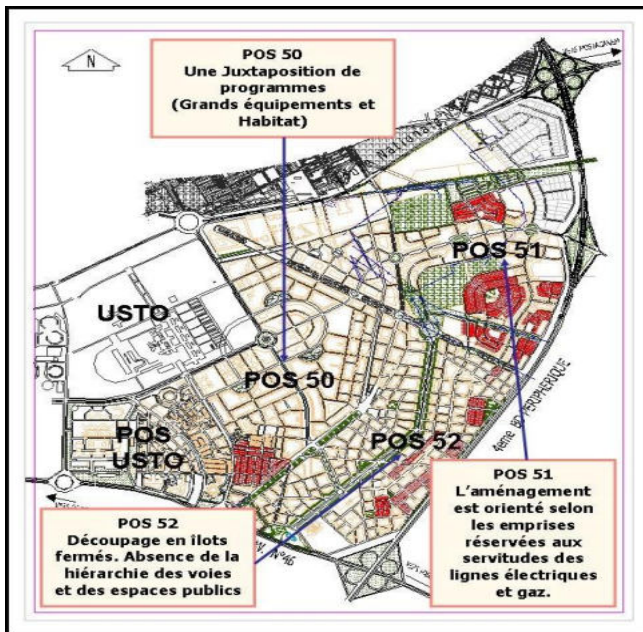 POS 50
Une Juxtaposition de
programmes
(Grands équipements et
Habitat)
N
Nationale
POS 51
USTO
POS 50
POS
USTO
POS 52
4eme BD PERIPHERIQUE
POS 52
Découpage en îlots
fermés. Absence de la
hiérarchie des voies
et des espaces publics
POS 51
L'aménagement
est orienté selon
les emprises
réservées aux
servitudes des
lignes électriques
et gaz.